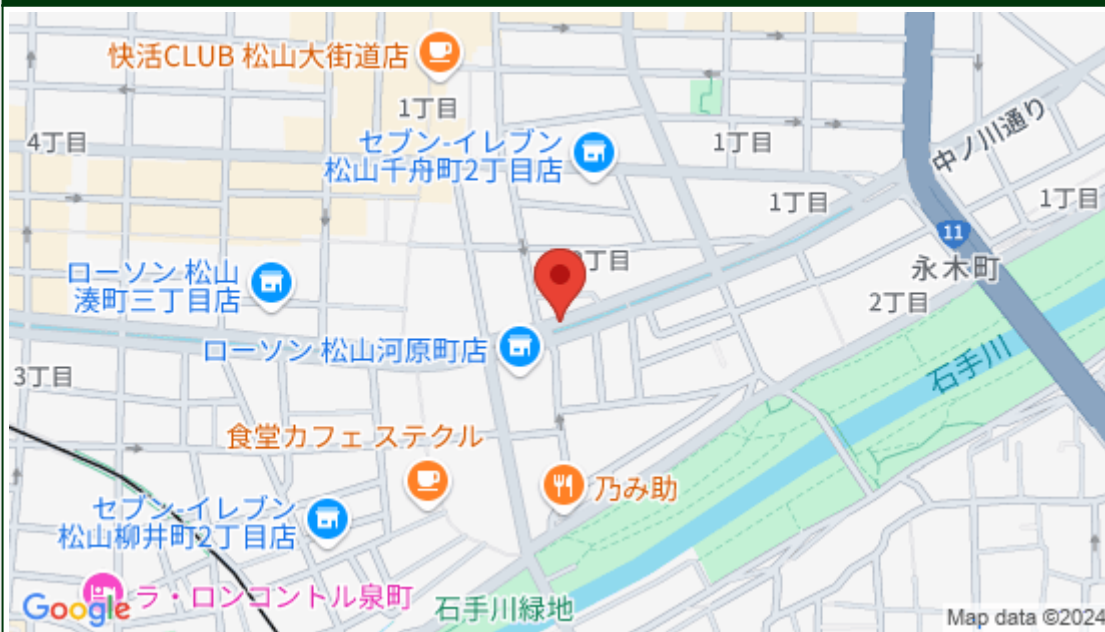 快活CLUB 松山大街道店
1丁目
4丁目
セブン-イレブン
松山千舟町2丁目店
1丁目
中ノ川通り
1丁目
1丁目
11
永木町
2丁目
ローソン 松山
湊町三丁目店
丁目
ローソン 松山河原町店
3丁目
石手川
食堂カフェ ステクル
乃み助
セブン-イレブン
松山柳井町2丁目店
ラ・ロンコントル泉町
石手川緑地
Google
Map data ©2024